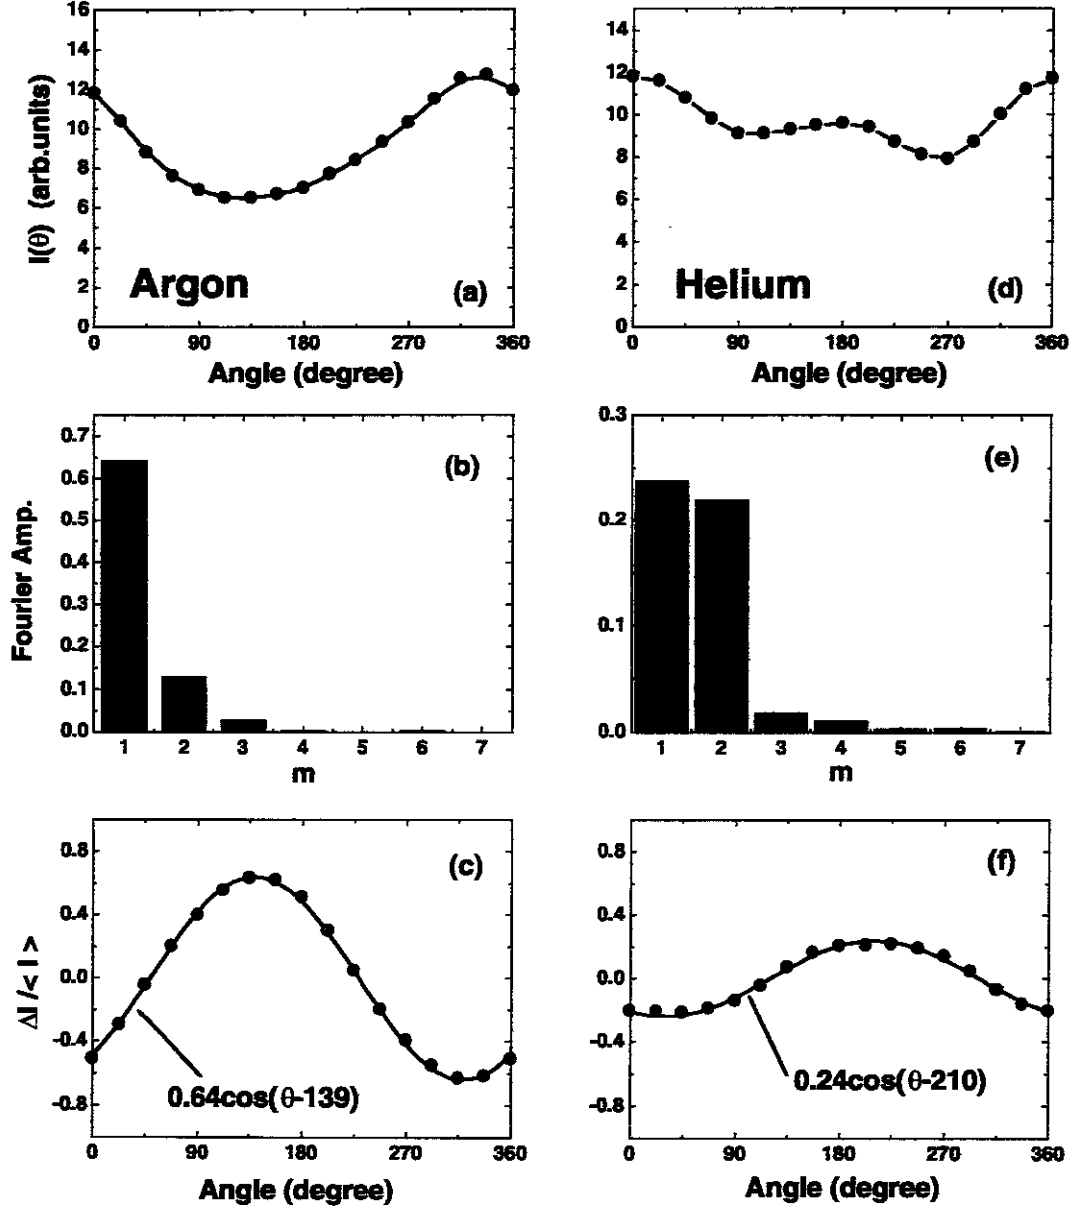 16
14
12
10
8
6
4
2
0
I(θ) (arb.units)
Argon
(a)
0 90 180 270 360
Angle (degree)
14
12
10
8
6
4
2
0
Helium
(d)
0 90 180 270 360
Angle (degree)
0.7
0.6
0.5
0.4
0.3
0.2
0.1
0.0
Fourier Amp.
(b)
1 2 3 4 5 6 7
m
0.3
0.2
0.1
0.0
(e)
1 2 3 4 5 6 7
m
0.8
0.4
0.0
-0.4
-0.8
ΔI /< I >
(c)
0.64cos(θ-139)
0 90 180 270 360
Angle (degree)
0.8
0.4
0.0
-0.4
-0.8
(f)
0.24cos(θ-210)
0 90 180 270 360
Angle (degree)